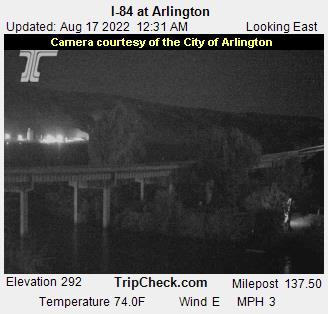 I-84 at Arlington
Updated: Aug 17 2022 12:31 AM Looking East
Camera courtesy of the City of Arlington
Elevation 292 TripCheck.com Milepost 137.50
Temperature 74.0F Wind E MPH 3